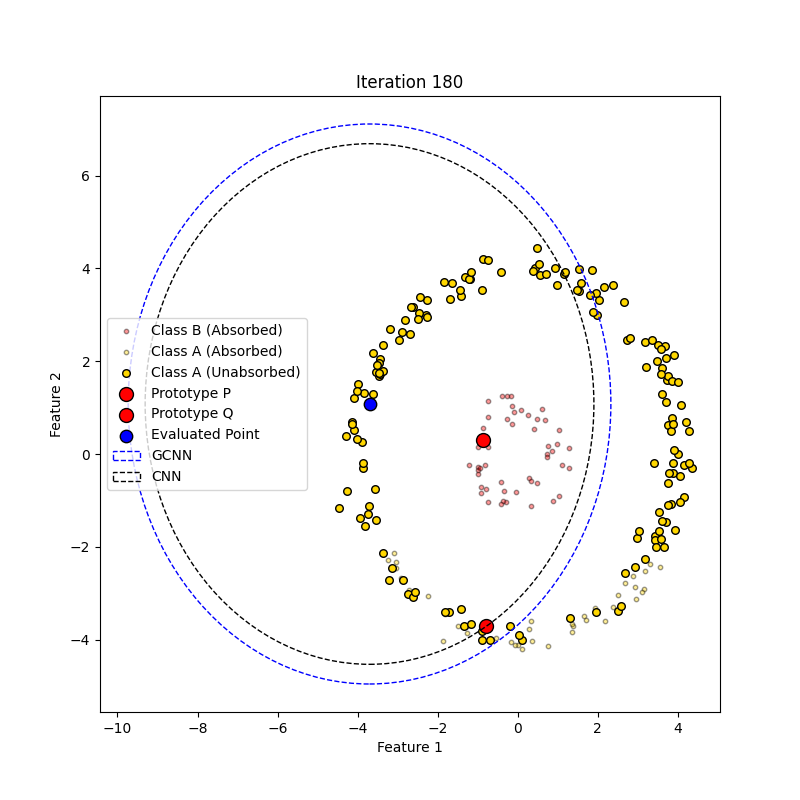 Iteration 180
Feature 2
6
4
2
0
−2
−4
Class B (Absorbed)
Class A (Absorbed)
Class A (Unabsorbed)
Prototype P
Prototype Q
Evaluated Point
GCNN
CNN
−10 −8 −6 −4 −2 0 2 4
Feature 1